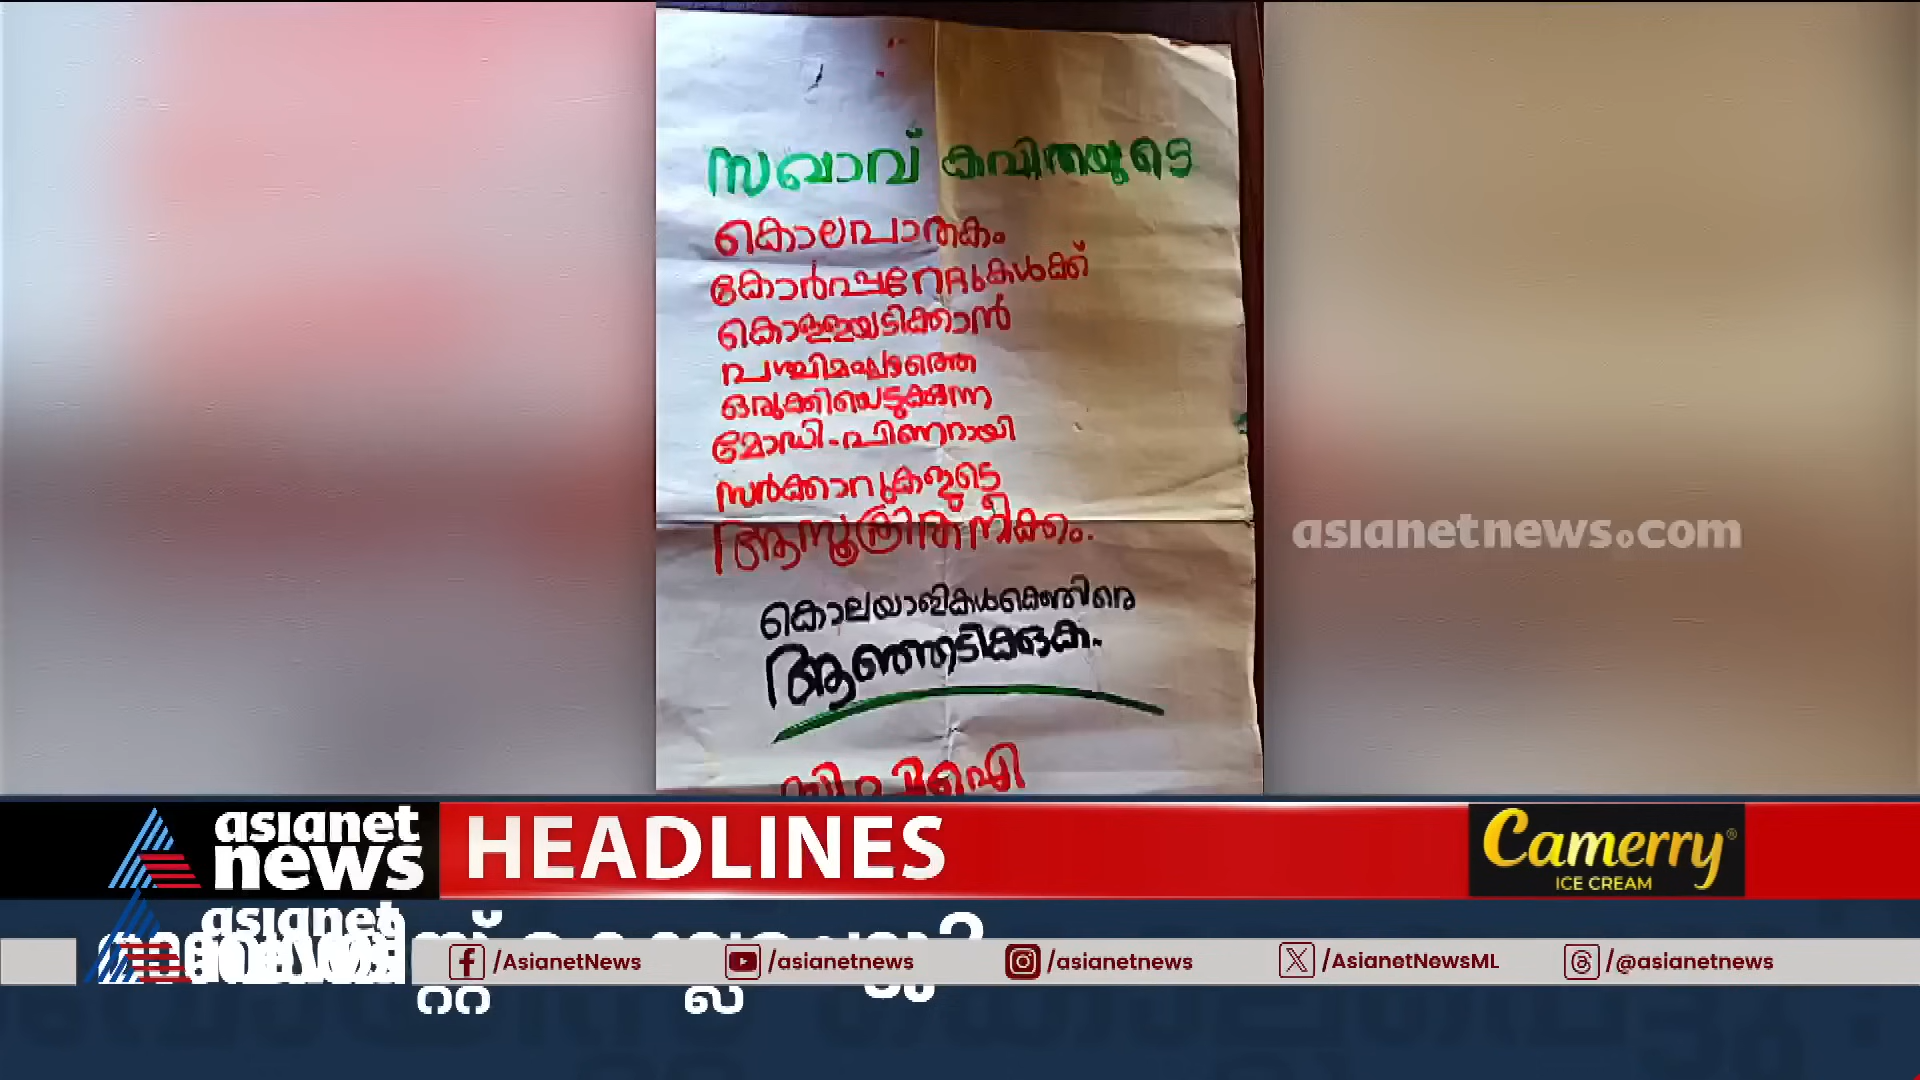 സഖാവ് കവിതയുടെ
കൊലപാതകം
കോർപ്പറേറ്റുകൾക്ക്
കൊള്ളയടിക്കാൻ
പശ്ചിമഘട്ടത്തെ
ഒരുക്കിയെടുക്കുന്ന
മോഡി-പിണറായി
സർക്കാറുകളുടെ
ആസൂത്രിത നീക്കം.
കൊലയാളികൾക്കെതിരെ
ആഞ്ഞടിക്കുക.
സി.പി.ഐ
asianetnews.com
asianet news
HEADLINES
Camerry®
ICE CREAM
asianet
/AsianetNews
/asianetnews
/asianetnews
/AsianetNewsML
/@asianetnews